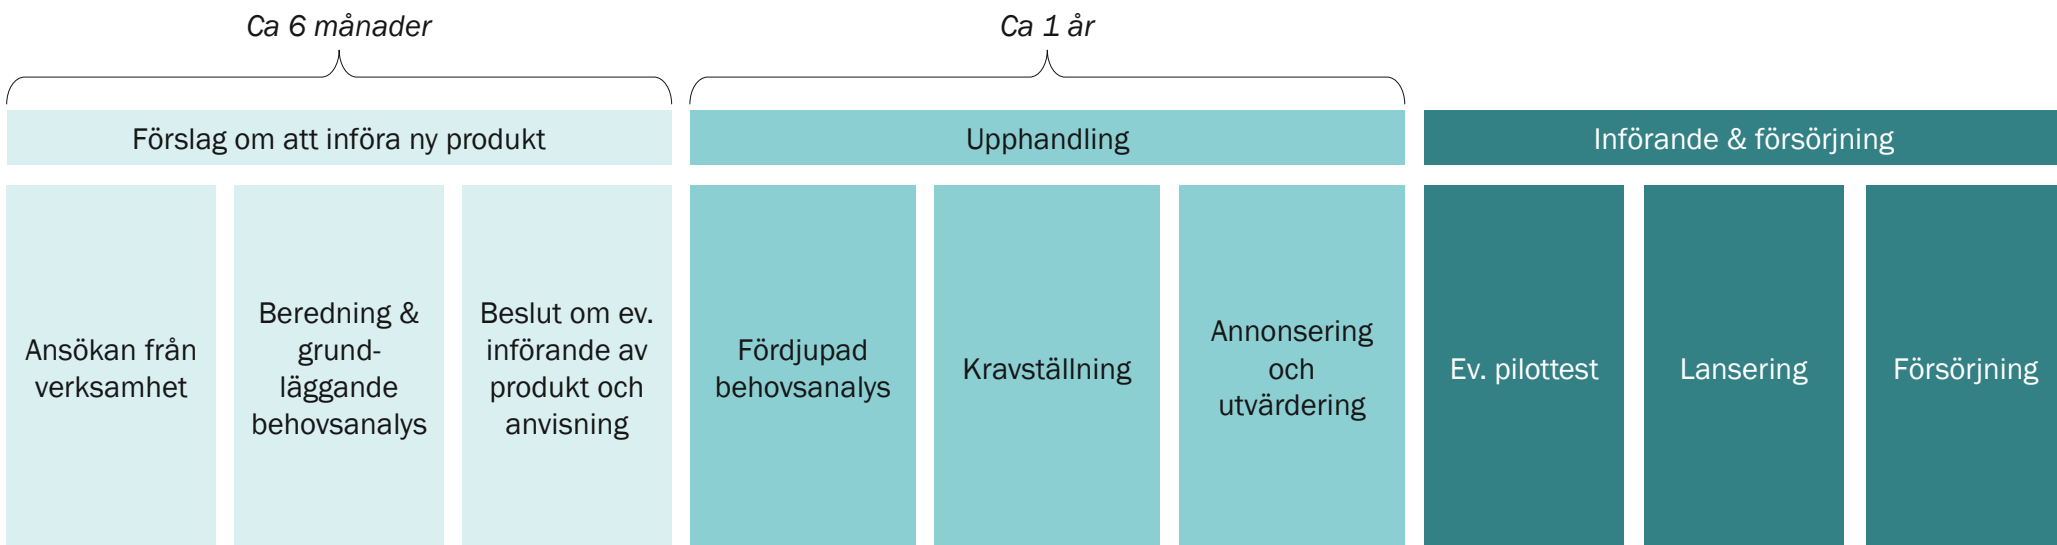 Ca 6 månader
Ca 1 år
Förslag om att införa ny produkt
Upphandling
Införande & försörjning
Ansökan från
verksamhet
Beredning &
grund-
läggande
behovsanalys
Beslut om ev.
införande av
produkt och
anvisning
Fördjupad
behovsanalys
Kravställning
Annonsering
och
utvärdering
Ev. pilottest
Lansering
Försörjning